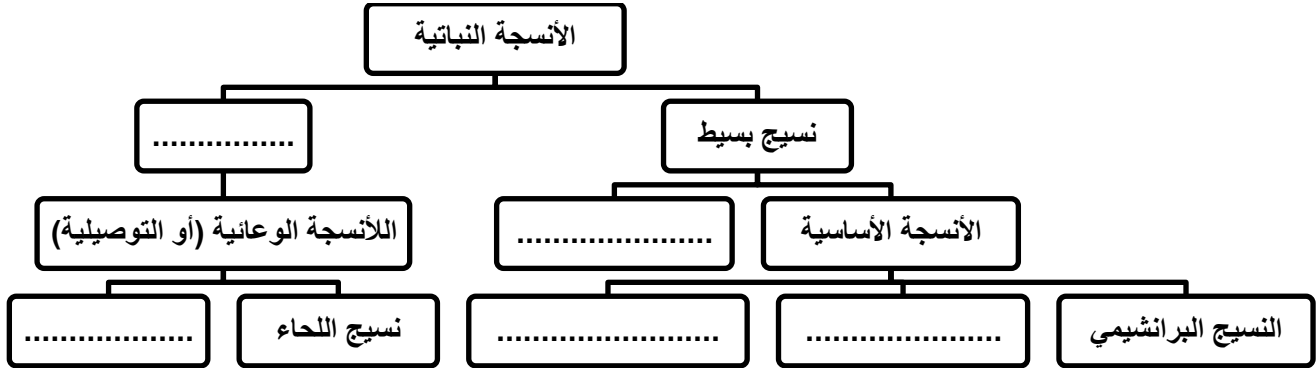 الأنسجة النباتية
نسيج بسيط
................
الأنسجة الأساسية
......................
اللأنسجة الوعائية (أو التوصيلية)
النسيج البرانشيمي
......................
.........................
نسيج اللحاء
...................